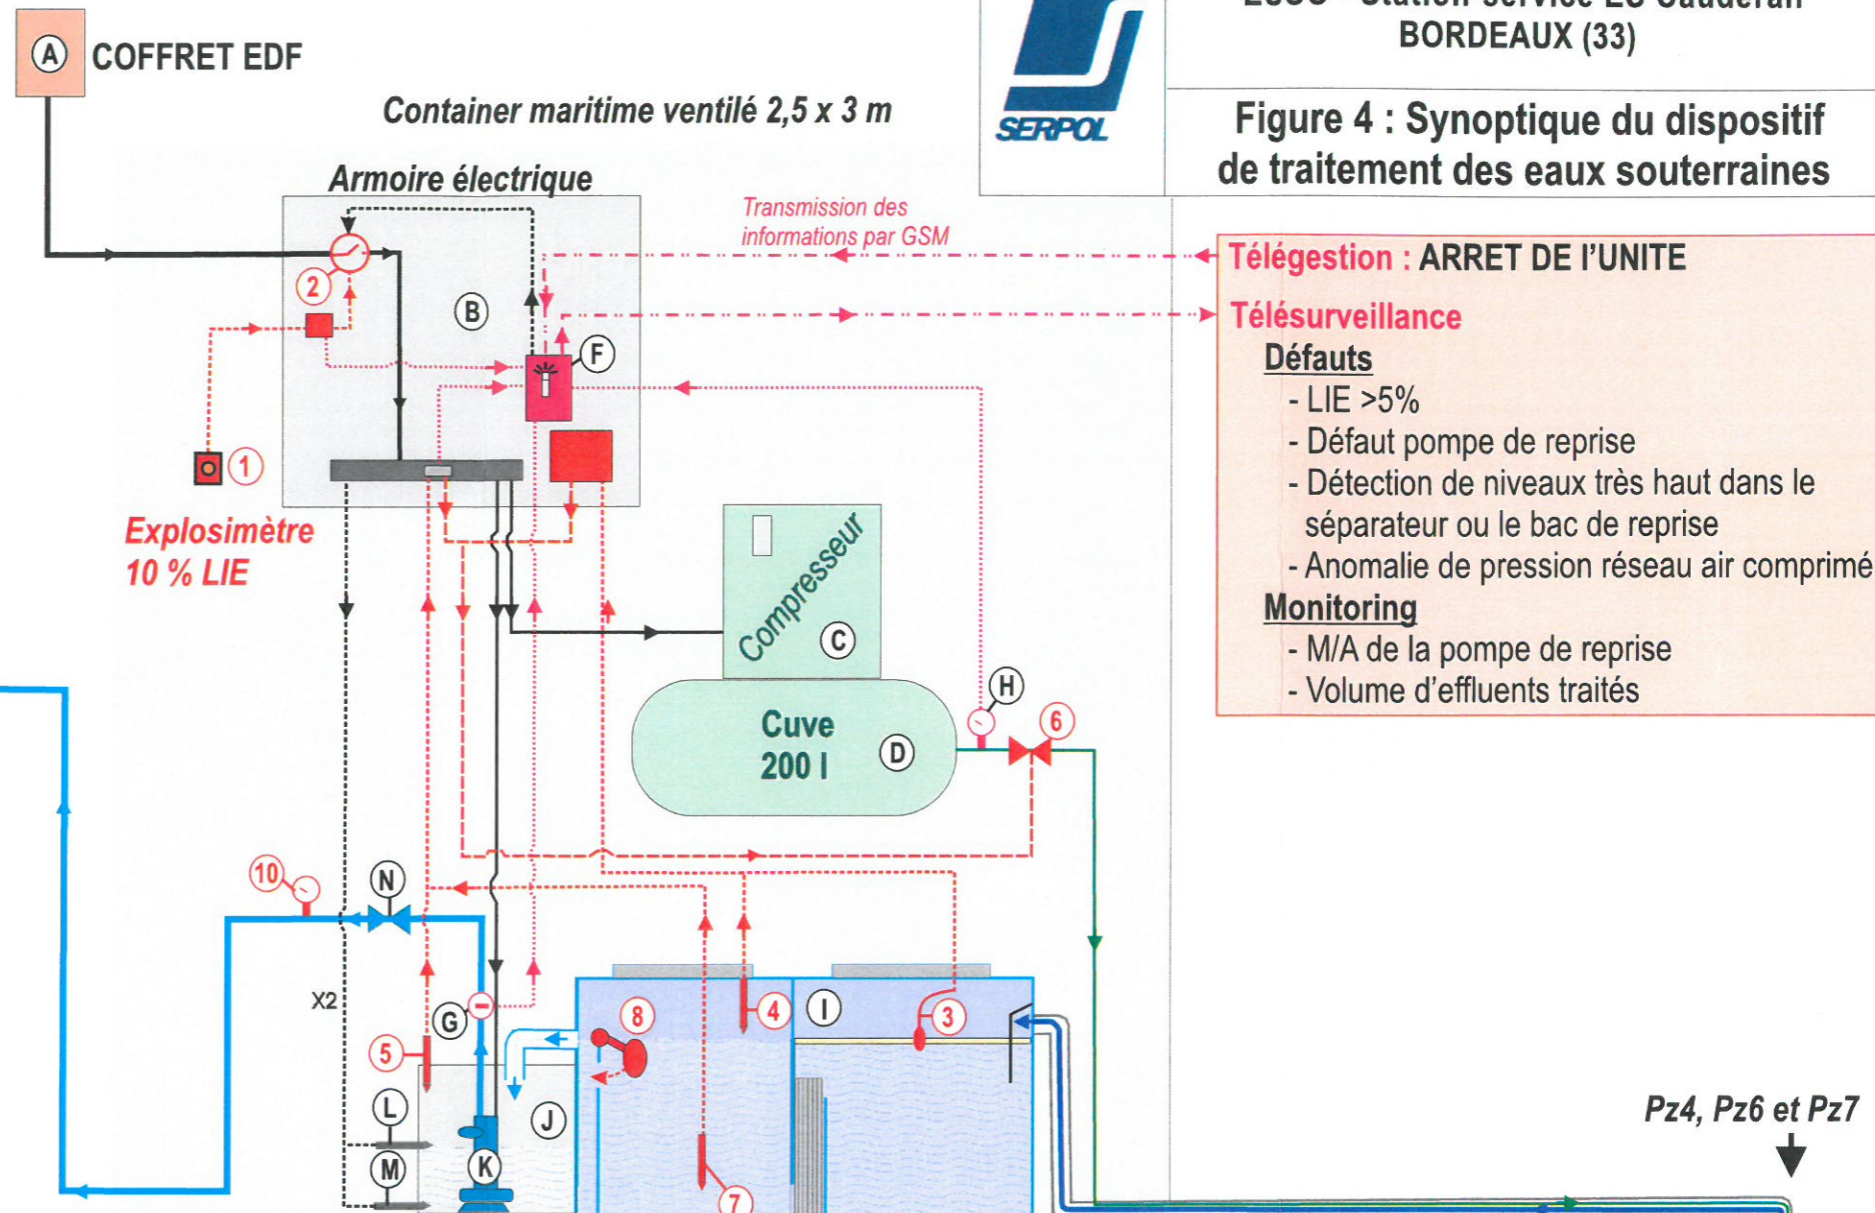 BORDEAUX (33)
SERPOL
Figure 4 : Synoptique du dispositif
de traitement des eaux souterraines
A
COFFRET EDF
Container maritime ventilé 2,5 x 3 m
Armoire électrique
Transmission des
informations par GSM
Télégestion : ARRET DE l'UNITE
Télésurveillance
Défauts
- LIE >5%
- Défaut pompe de reprise
- Détection de niveaux très haut dans le
séparateur ou le bac de reprise
- Anomalie de pression réseau air comprimé
Monitoring
- M/A de la pompe de reprise
- Volume d'effluents traités
2
B
F
1
Explosimètre
10 % LIE
Compresseur
C
H
6
Cuve
200 l
D
10
N
X2
G
8
4
I
3
5
L
J
M
K
7
Pz4, Pz6 et Pz7